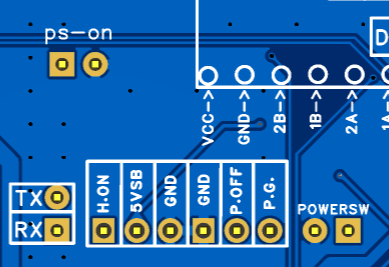 ps-on
D
VCC-->
GND-->
2B-->
1B-->
2A-->
1A-->
TX
RX
H.ON
5VSB
GND
GND
P.OFF
P.G.
POWERSW